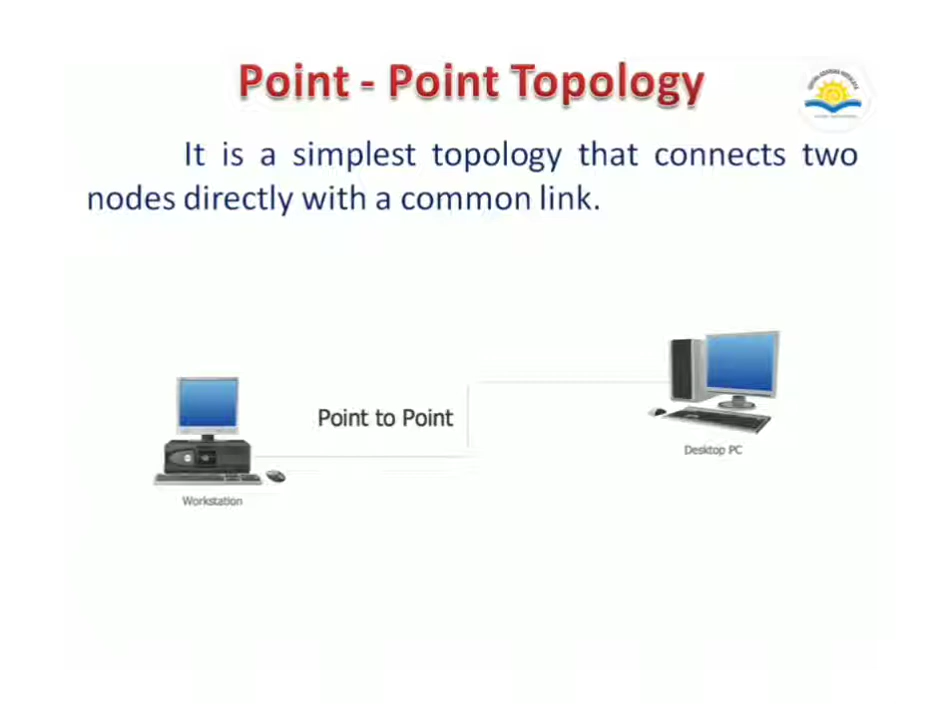 Point - Point Topology
It is a simplest topology that connects two
nodes directly with a common link.
Point to Point
Desktop PC
Workstation